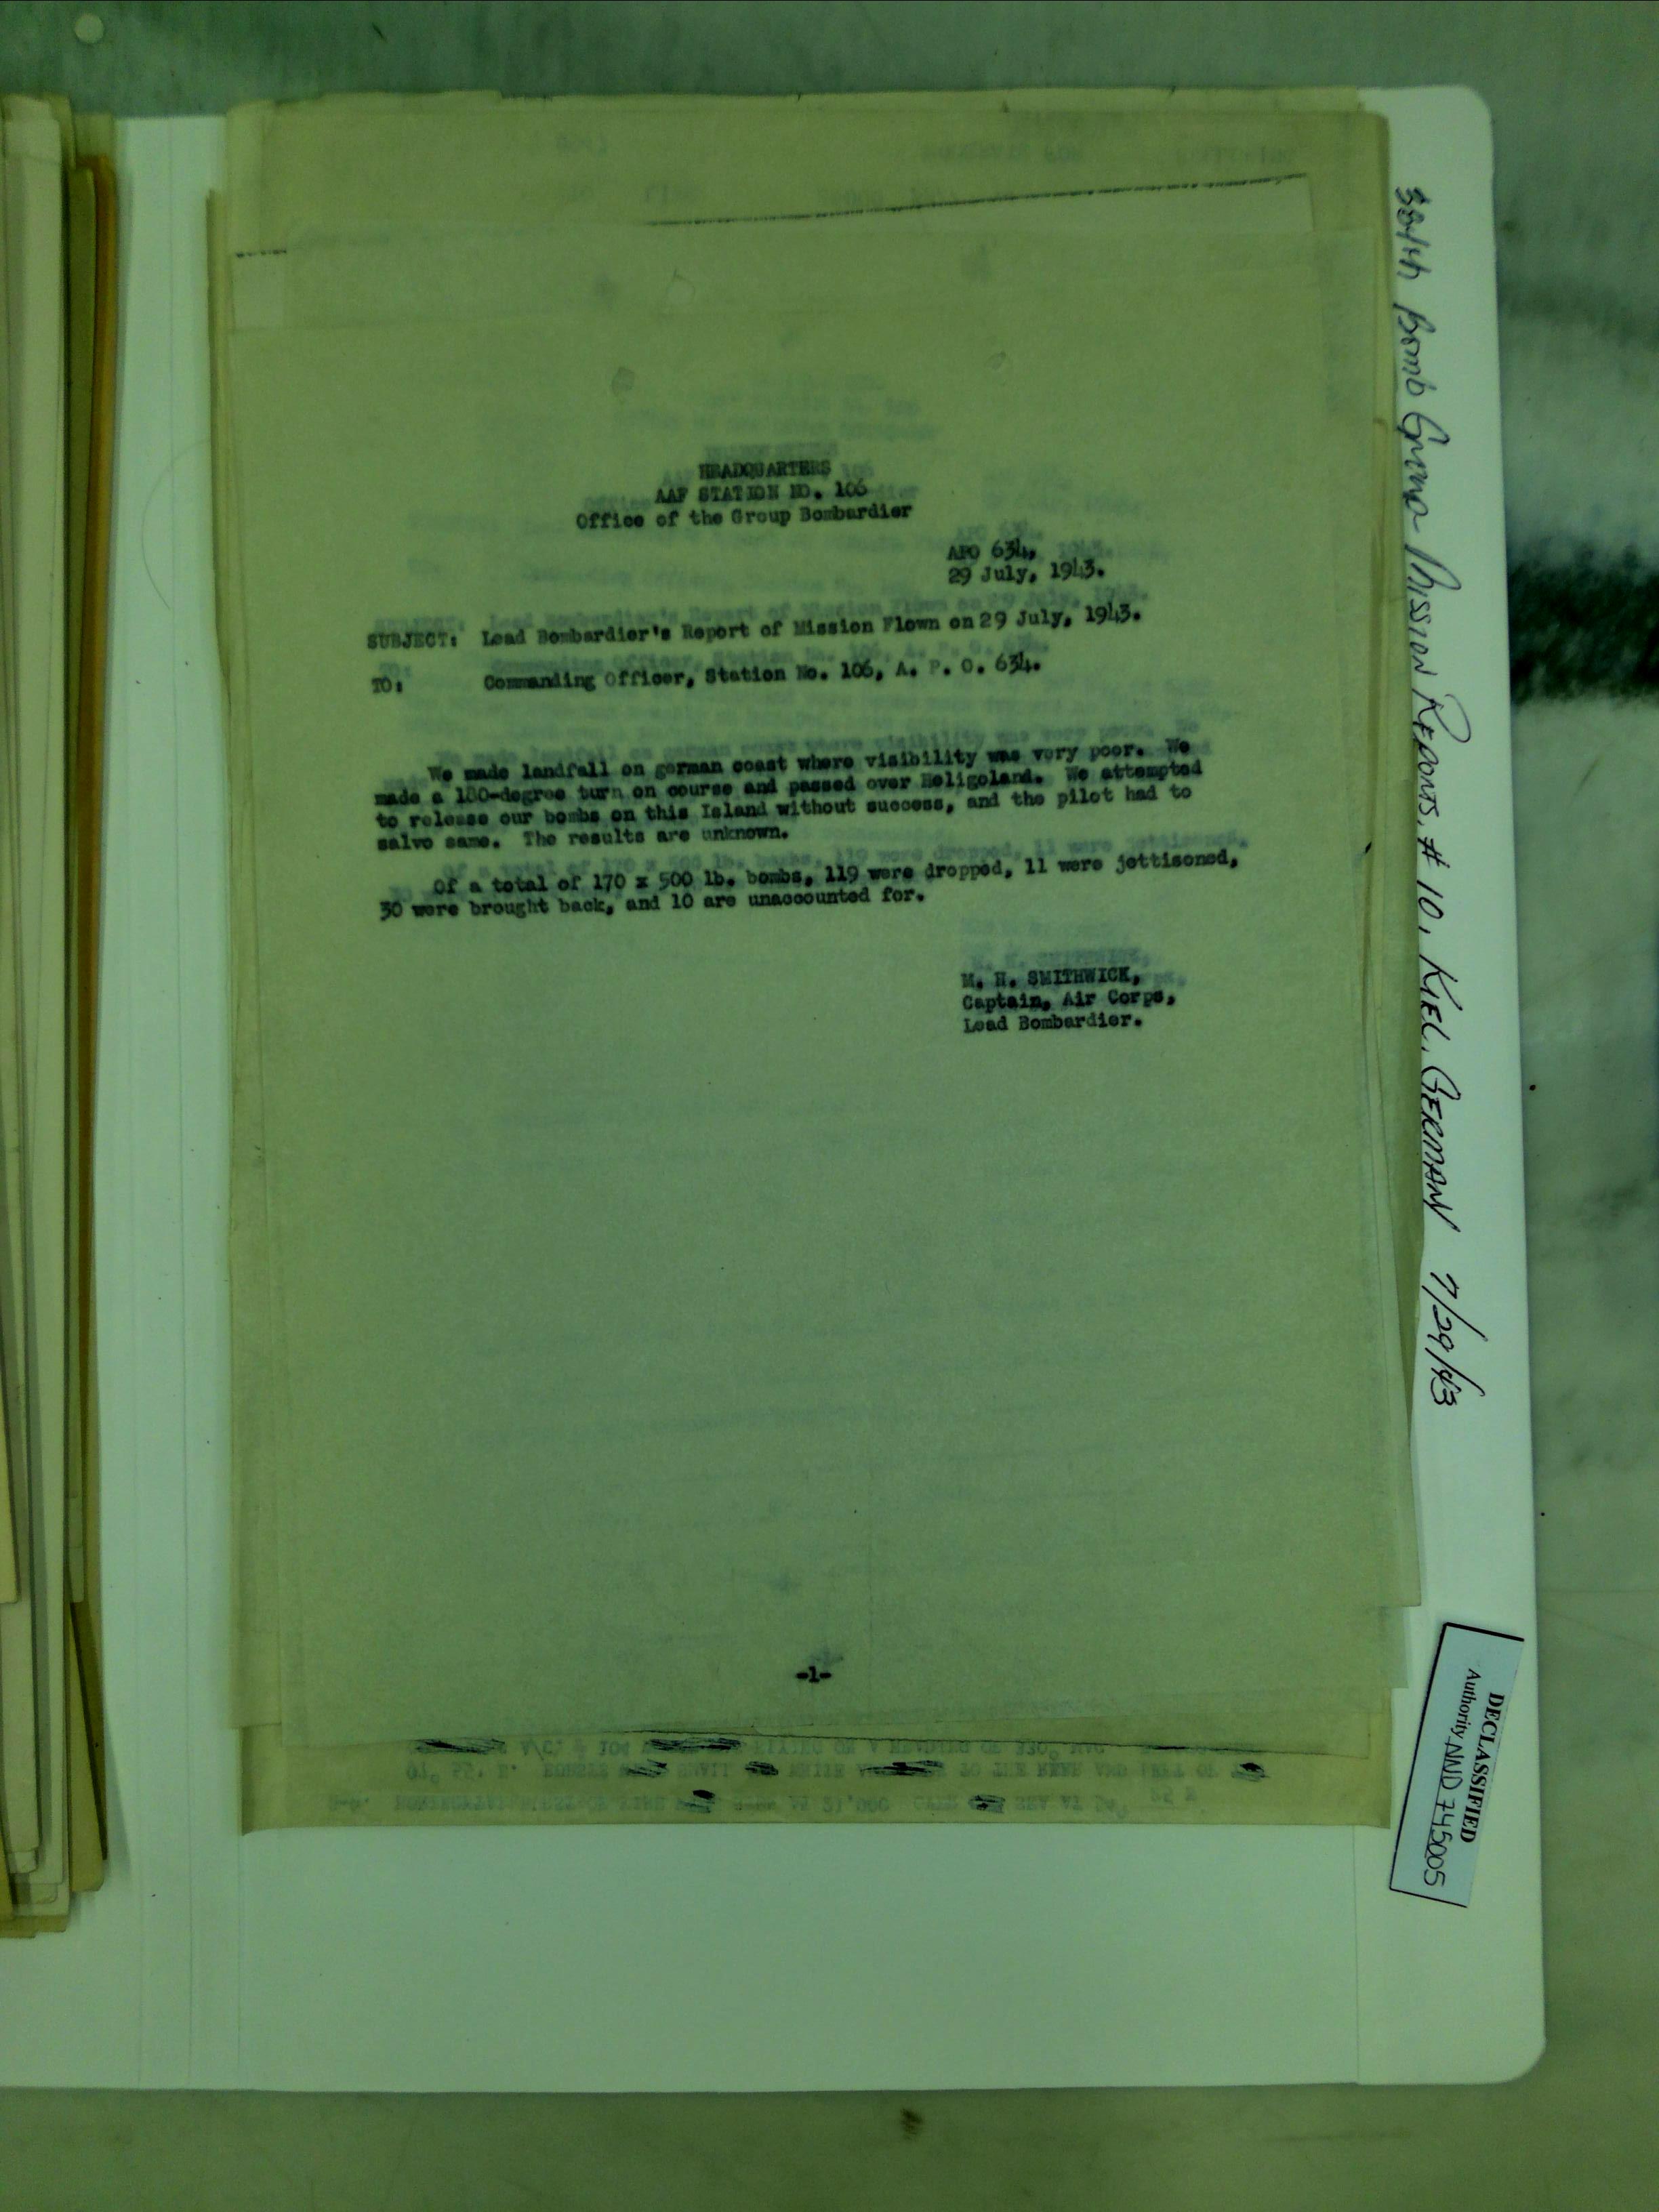 HEADQUARTERS
AAF STATION NO. 106
Office of the Group Bombardier
APO 634,
29 July, 1943.
SUBJECT: Lead Bombardier's Report of Mission Flown on 29 July, 1943.
TO: Commanding Officer, Station No. 106, A. P. O. 634.
We made landfall on german coast where visibility was very poor. We
made a 180-degree turn on course and passed over Heligoland. We attempted
to release our bombs on this Island without success, and the pilot had to
salvo same. The results are unknown.
Of a total of 170 x 500 lb. bombs, 119 were dropped, 11 were jettisoned,
30 were brought back, and 10 are unaccounted for.
M. H. SMITHWICK,
Captain, Air Corps,
Lead Bombardier.
-1-
384th Bomb Group Mission Reports, # 10, KIEL, GERMAN 7/29/43
DECLASSIFIED
Authority NND 745005